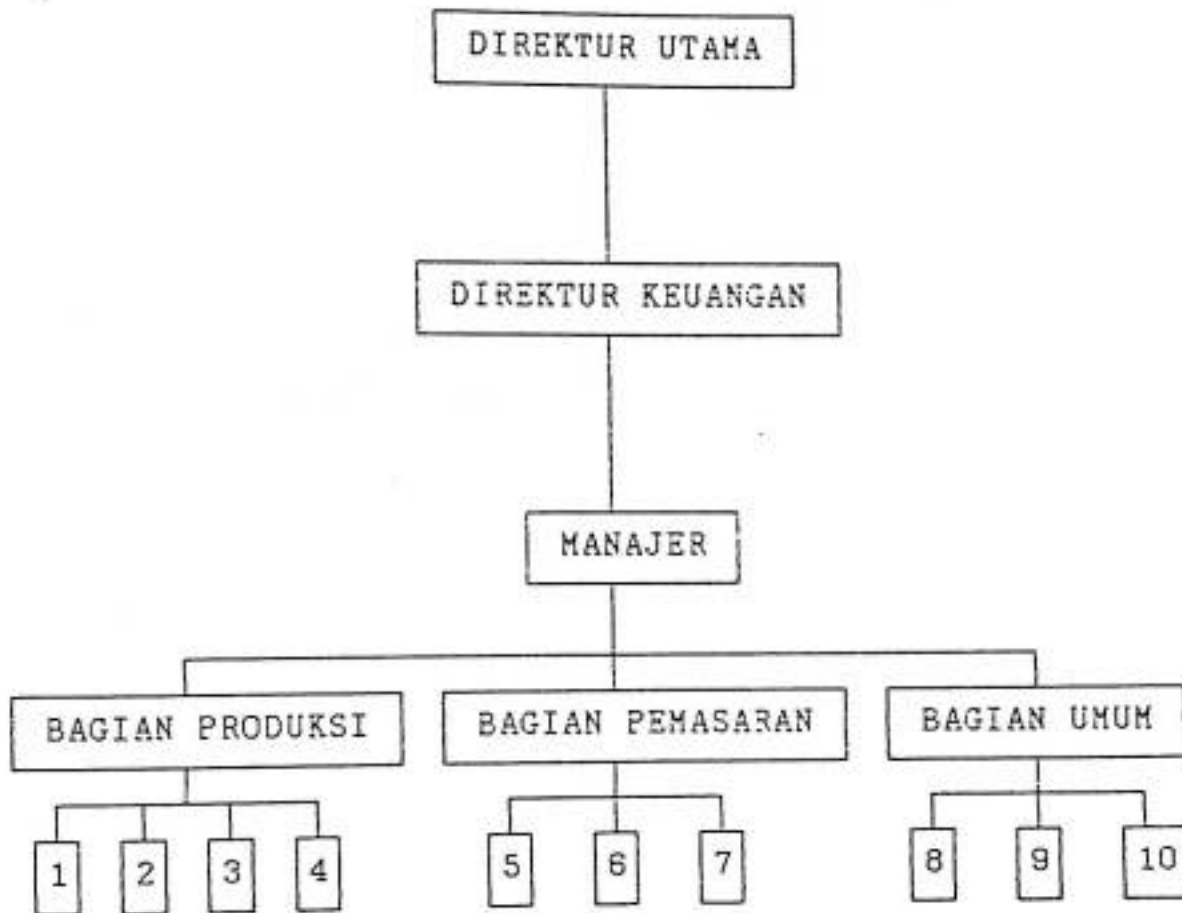 DIREKTUR UTAMA
DIREKTUR KEUANGAN
MANAJER
BAGIAN PRODUKSI
BAGIAN PEMASARAN
BAGIAN UMUM
1 2 3 4 5 6 7 8 9 10